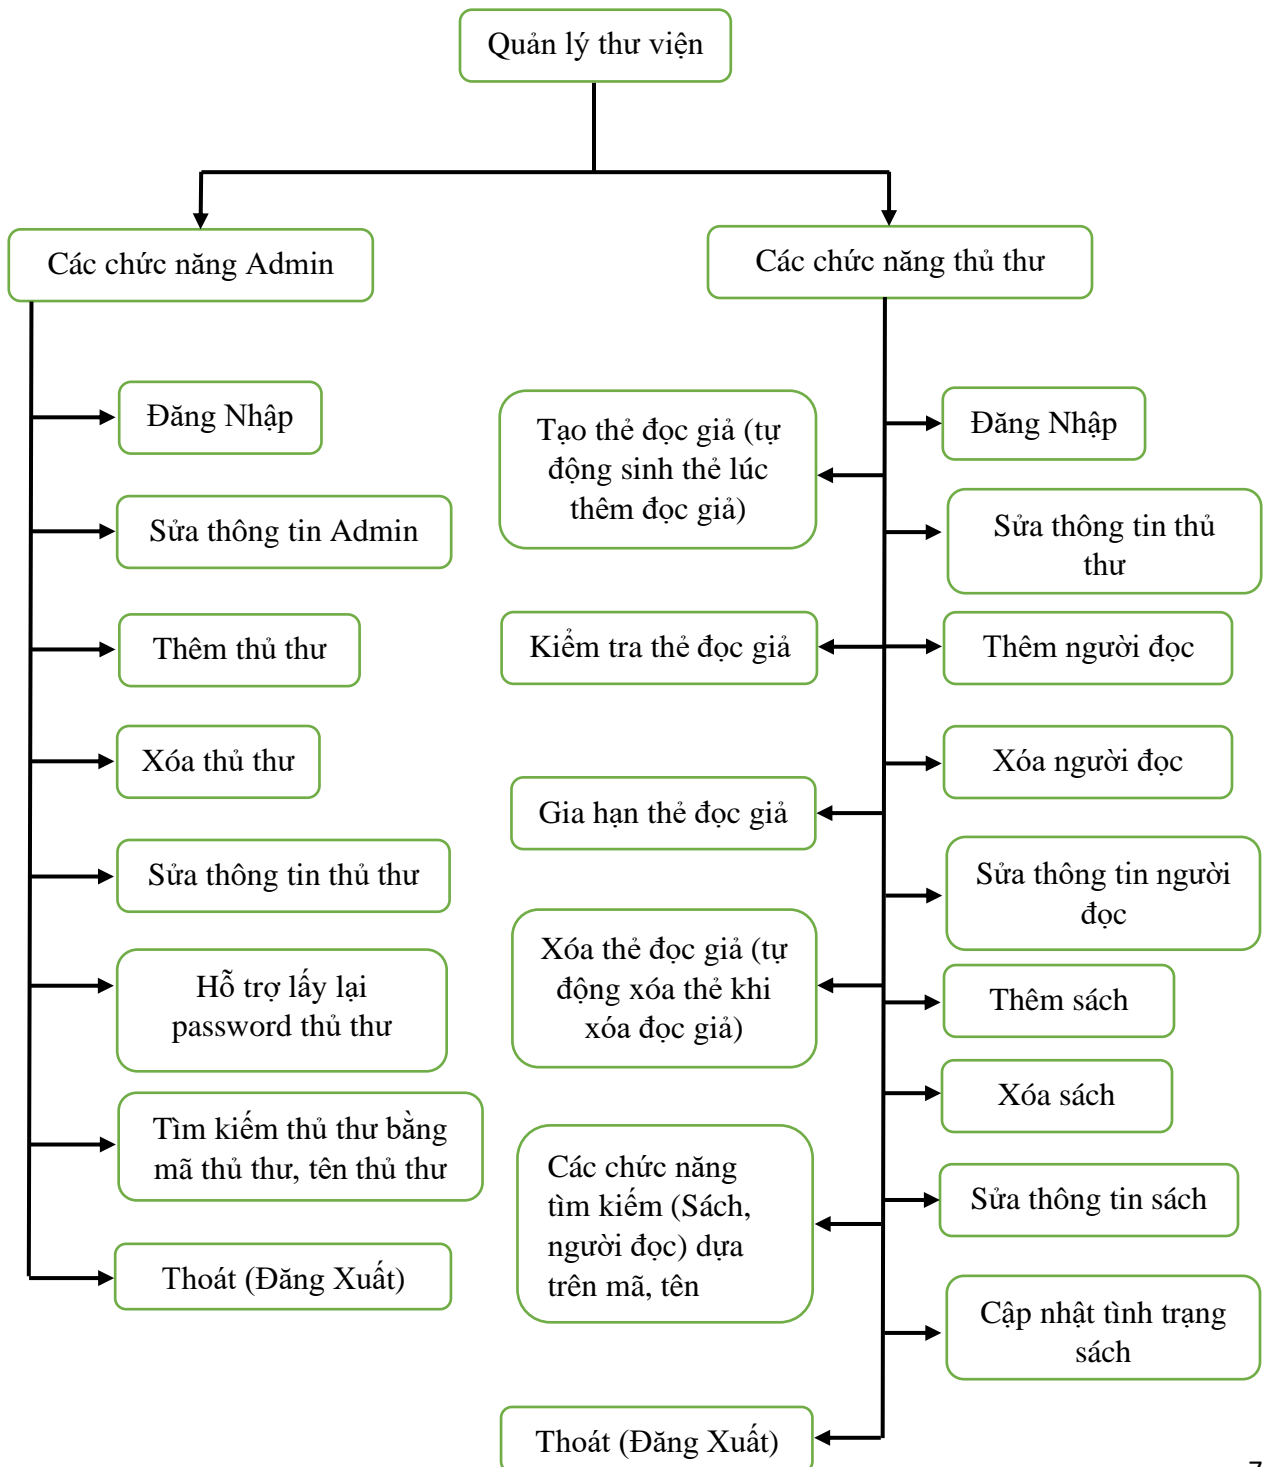 Quản lý thư viện
Các chức năng Admin
Đăng Nhập
Sửa thông tin Admin
Thêm thủ thư
Xóa thủ thư
Sửa thông tin thủ thư
Hỗ trợ lấy lại
password thủ thư
Tìm kiếm thủ thư bằng
mã thủ thư, tên thủ thư
Thoát (Đăng Xuất)
Các chức năng thủ thư
Tạo thẻ đọc giả (tự
động sinh thẻ lúc
thêm đọc giả)
Kiểm tra thẻ đọc giả
Gia hạn thẻ đọc giả
Xóa thẻ đọc giả (tự
động xóa thẻ khi
xóa đọc giả)
Các chức năng
tìm kiếm (Sách,
người đọc) dựa
trên mã, tên
Thoát (Đăng Xuất)
Đăng Nhập
Sửa thông tin thủ
thư
Thêm người đọc
Xóa người đọc
Sửa thông tin người
đọc
Thêm sách
Xóa sách
Sửa thông tin sách
Cập nhật tình trạng
sách